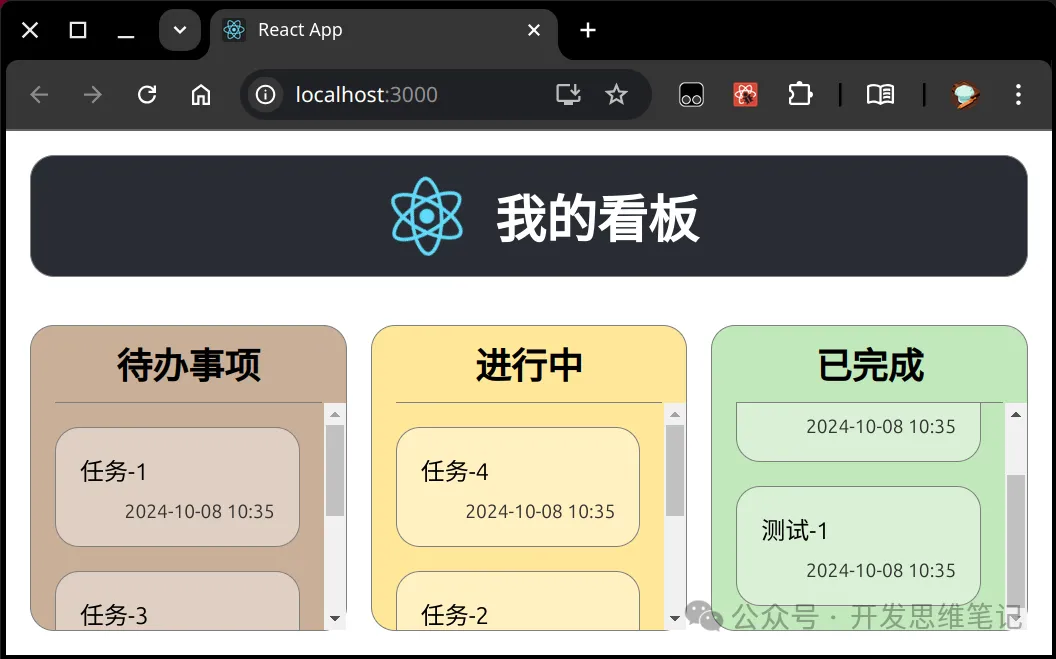 React App
localhost:3000
我的看板
待办事项
任务-1
2024-10-08 10:35
任务-3
进行中
任务-4
2024-10-08 10:35
任务-2
已完成
2024-10-08 10:35
测试-1
2024-10-08 10:35
公众号 · 开发思维笔记